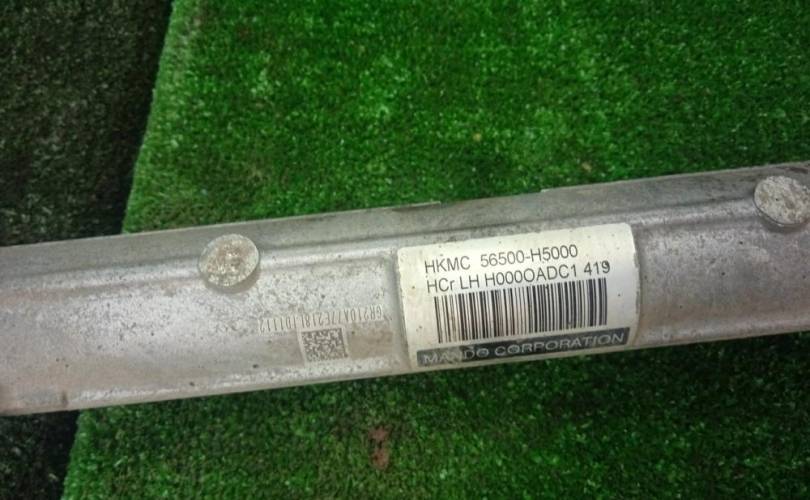 HKMC 56500-H5000
HCr LH H000OADC1 419
MANDO CORPORATION